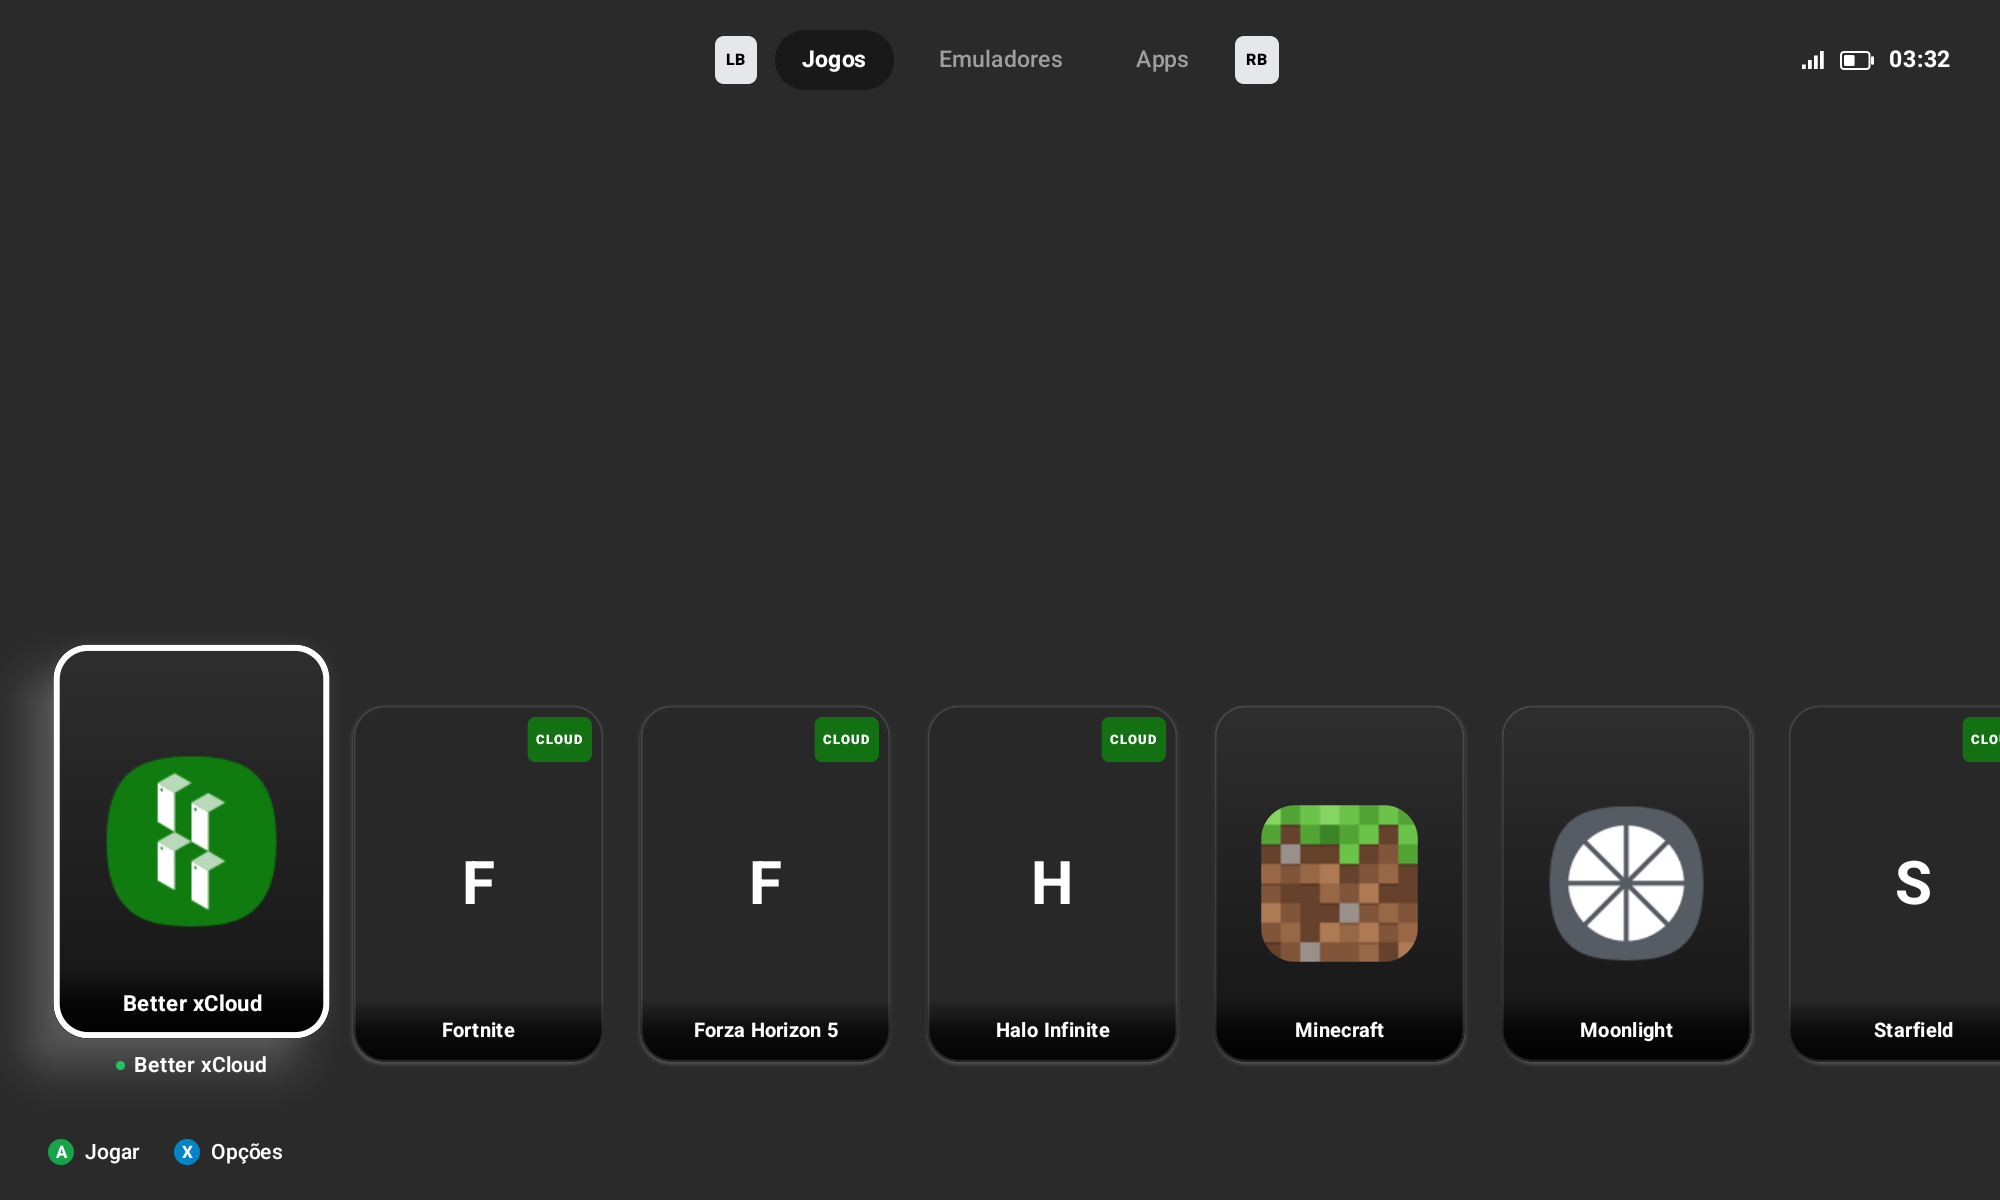 LB Jogos Emuladores Apps RB 03:32
CLOUD CLOUD CLOUD
F F H S
Better xCloud
Fortnite Forza Horizon 5 Halo Infinite Minecraft Moonlight Starfield
Better xCloud
A Jogar X Opções